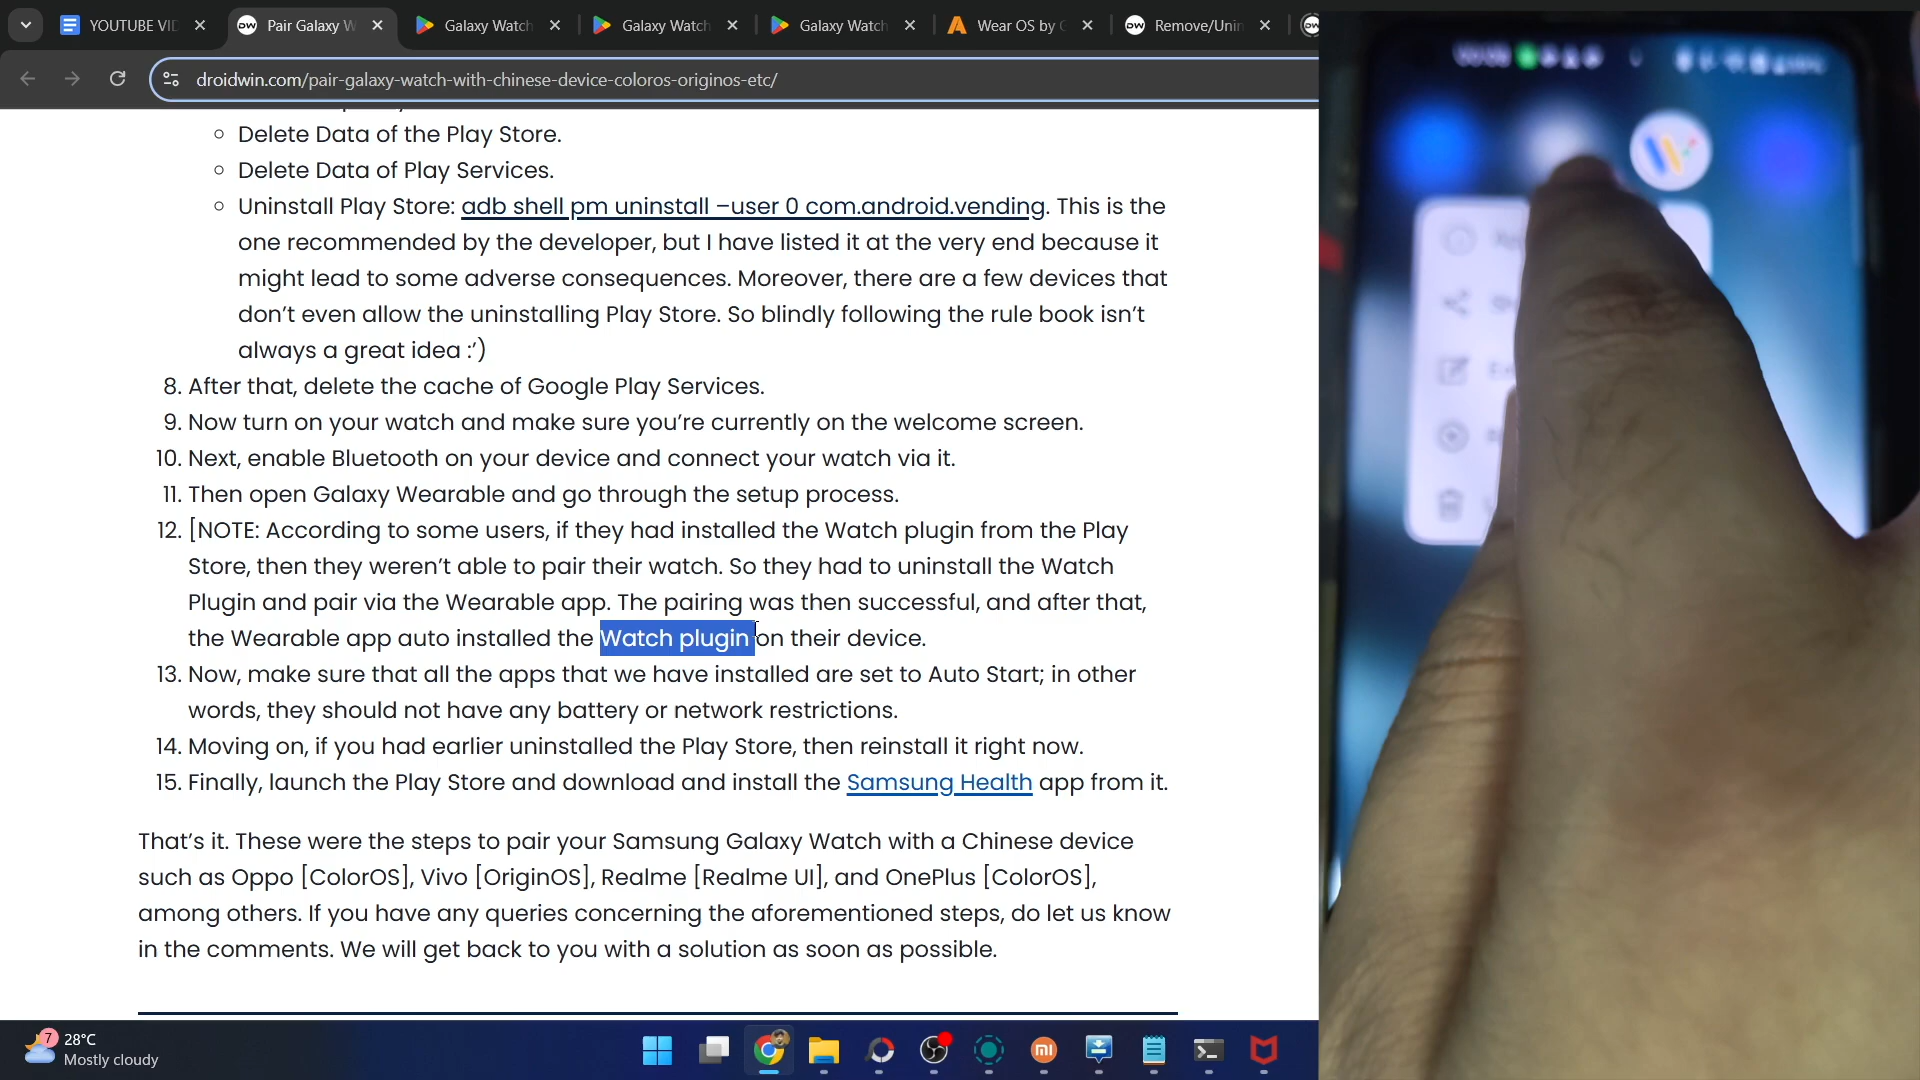 YOUTUBE VID
Pair Galaxy W
Galaxy Watch
Galaxy Watch
Galaxy Watch
Wear OS by G
Remove/Unin
droidwin.com/pair-galaxy-watch-with-chinese-device-coloros-originos-etc/
Delete Data of the Play Store.
Delete Data of Play Services.
Uninstall Play Store: adb shell pm uninstall –user 0 com.android.vending. This is the
one recommended by the developer, but I have listed it at the very end because it
might lead to some adverse consequences. Moreover, there are a few devices that
don’t even allow the uninstalling Play Store. So blindly following the rule book isn’t
always a great idea :’)
8. After that, delete the cache of Google Play Services.
9. Now turn on your watch and make sure you’re currently on the welcome screen.
10. Next, enable Bluetooth on your device and connect your watch via it.
11. Then open Galaxy Wearable and go through the setup process.
12. [NOTE: According to some users, if they had installed the Watch plugin from the Play
Store, then they weren’t able to pair their watch. So they had to uninstall the Watch
Plugin and pair via the Wearable app. The pairing was then successful, and after that,
the Wearable app auto installed the Watch plugin on their device.
13. Now, make sure that all the apps that we have installed are set to Auto Start; in other
words, they should not have any battery or network restrictions.
14. Moving on, if you had earlier uninstalled the Play Store, then reinstall it right now.
15. Finally, launch the Play Store and download and install the Samsung Health app from it.
That’s it. These were the steps to pair your Samsung Galaxy Watch with a Chinese device
such as Oppo [ColorOS], Vivo [OriginOS], Realme [Realme UI], and OnePlus [ColorOS],
among others. If you have any queries concerning the aforementioned steps, do let us know
in the comments. We will get back to you with a solution as soon as possible.
7
28°C
Mostly cloudy